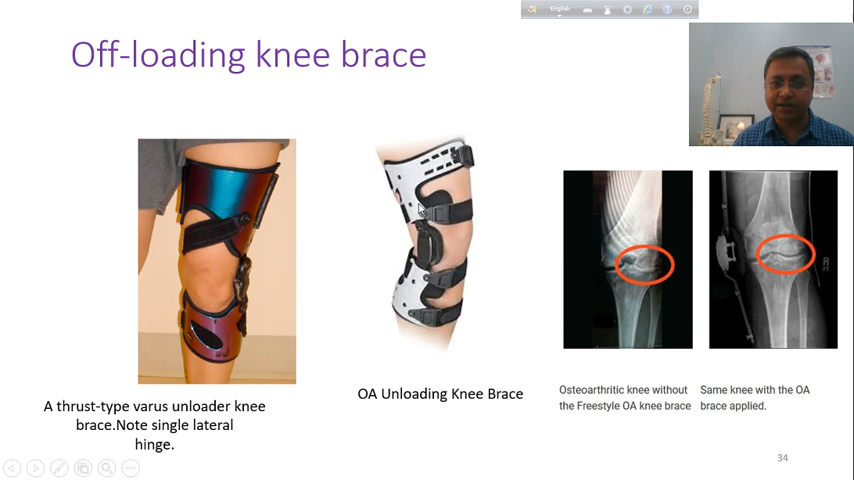 English
Off-loading knee brace
A thrust-type varus unloader knee
brace.Note single lateral
hinge.
OA Unloading Knee Brace
Osteoarthritic knee without
the Freestyle OA knee brace
Same knee with the OA
brace applied.
34